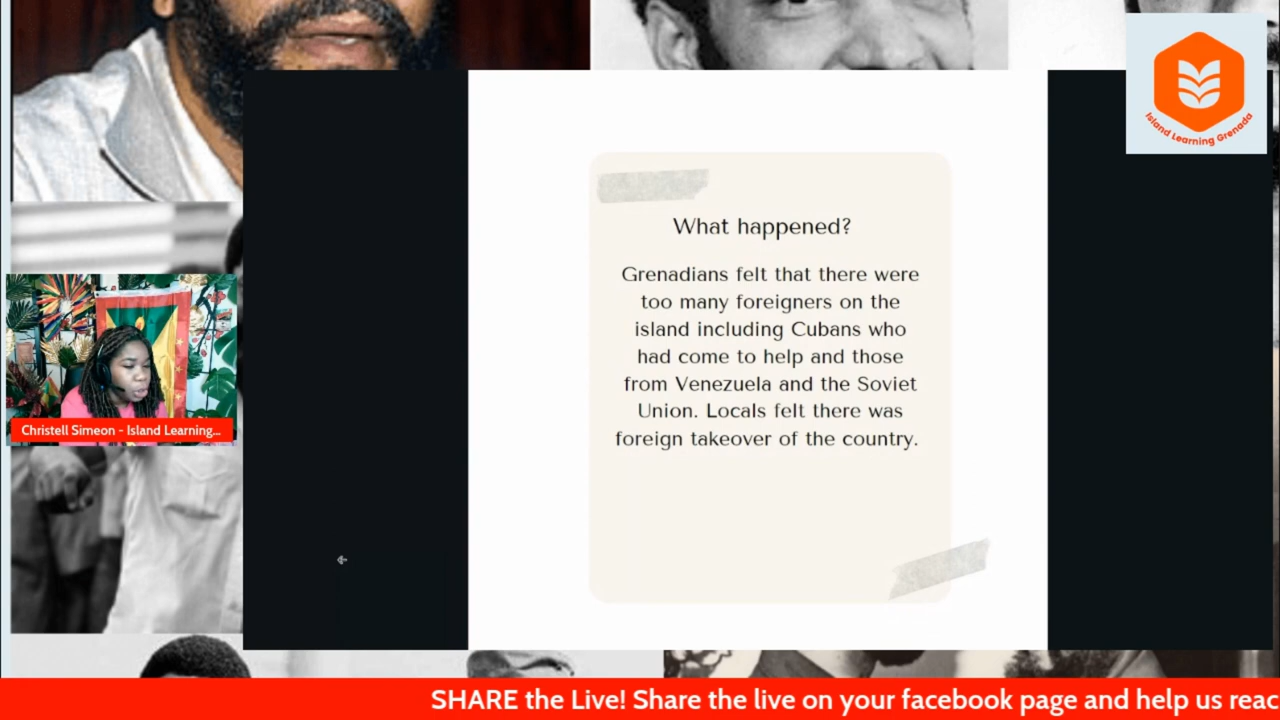 Island Learning Grenada
What happened?
Grenadians felt that there were
too many foreigners on the
island including Cubans who
had come to help and those
from Venezuela and the Soviet
Union. Locals felt there was
foreign takeover of the country.
Christell Simeon - Island Learning...
SHARE the Live! Share the live on your facebook page and help us reac